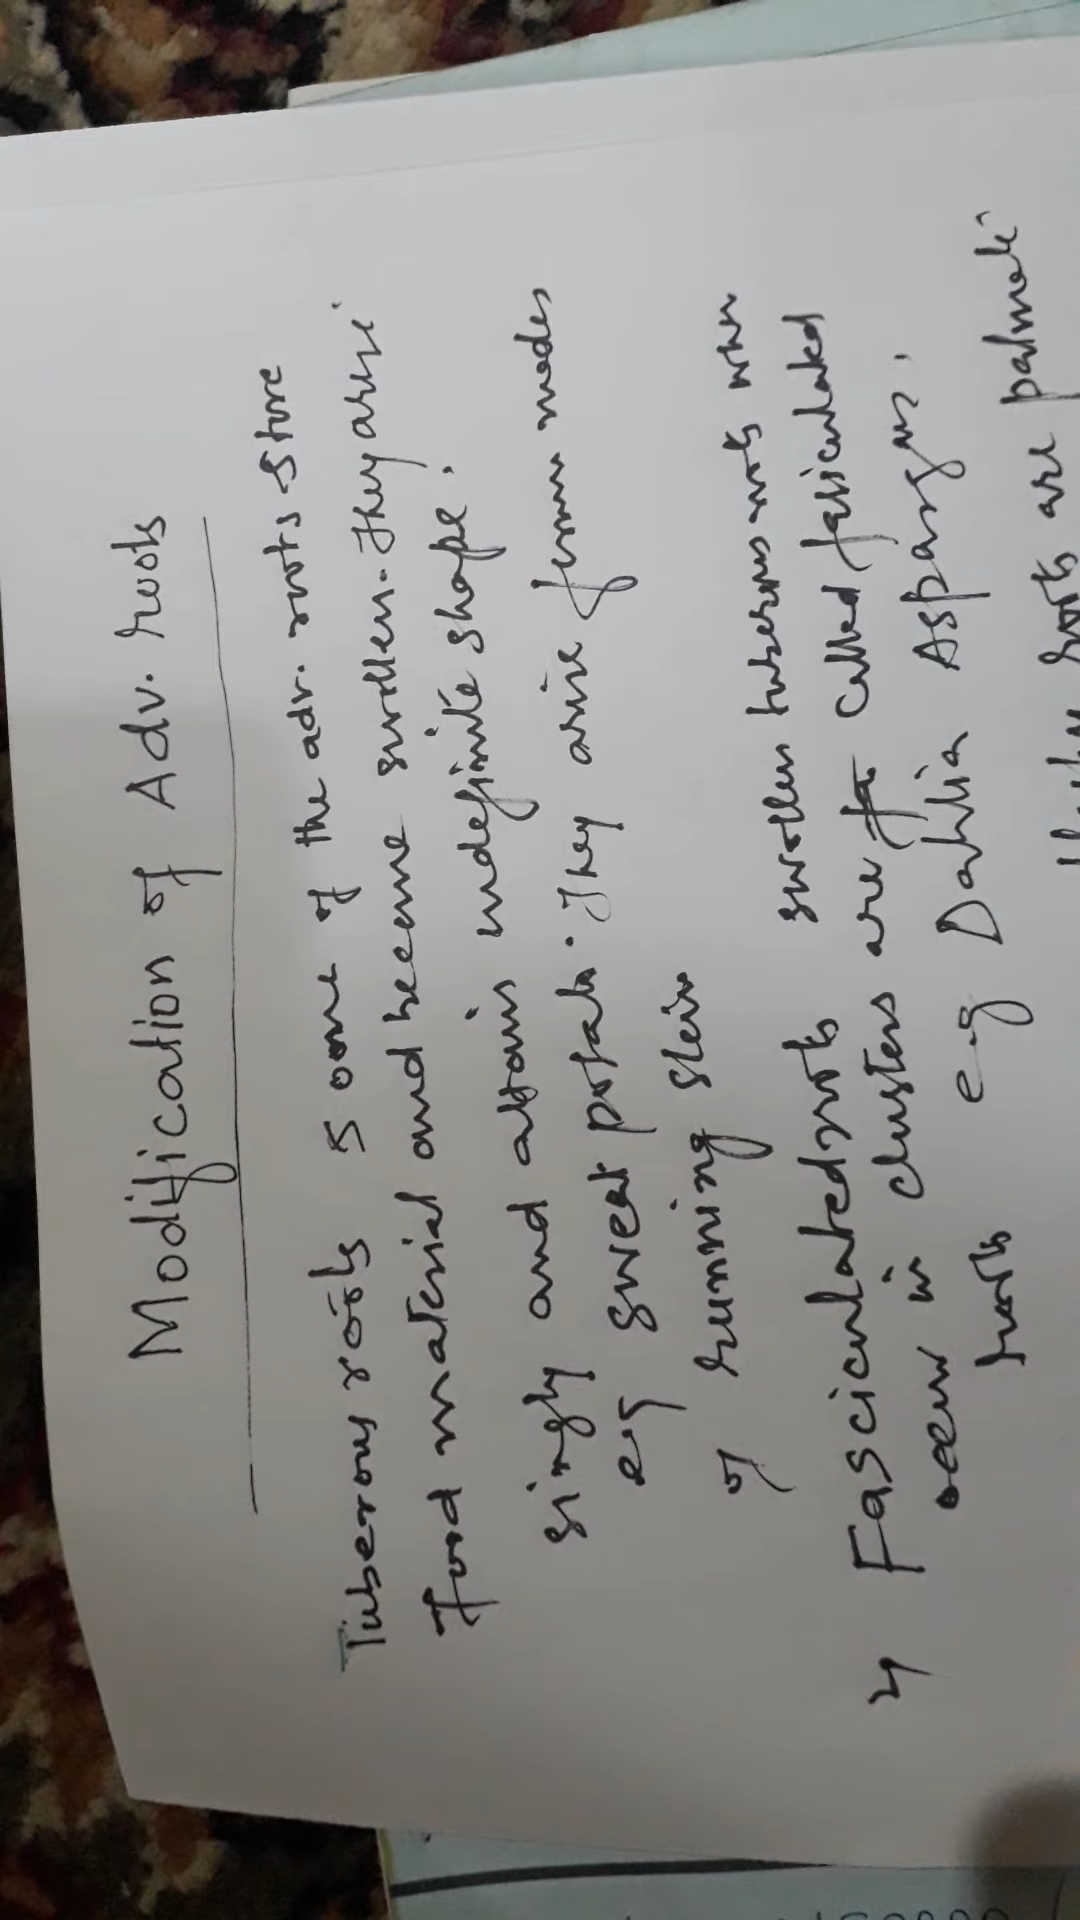 Modification of Adv. roots
Tuberous roots Some of the adv. roots store
food material and become swollen. They arise
singly and attain indefinite shape.
e.g sweet potato. They arise from nodes
of running stem
Fasciculated roots swollen tuberous roots when
occur in clusters are called fasciculated
roots e.g Dahlia Asparagus.
roots are palmate